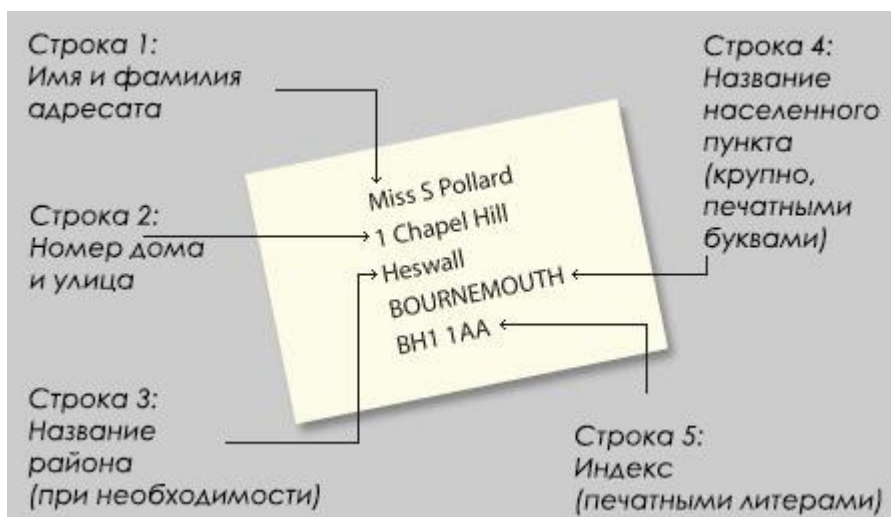 Строка 1:
Имя и фамилия
адресата
Строка 2:
Номер дома
и улица
Строка 3:
Название
района
(при необходимости)
Miss S Pollard
1 Chapel Hill
Heswall
BOURNEMOUTH
BH1 1AA
Строка 4:
Название
населенного
пункта
(крупно,
печатными
буквами)
Строка 5:
Индекс
(печатными литерами)